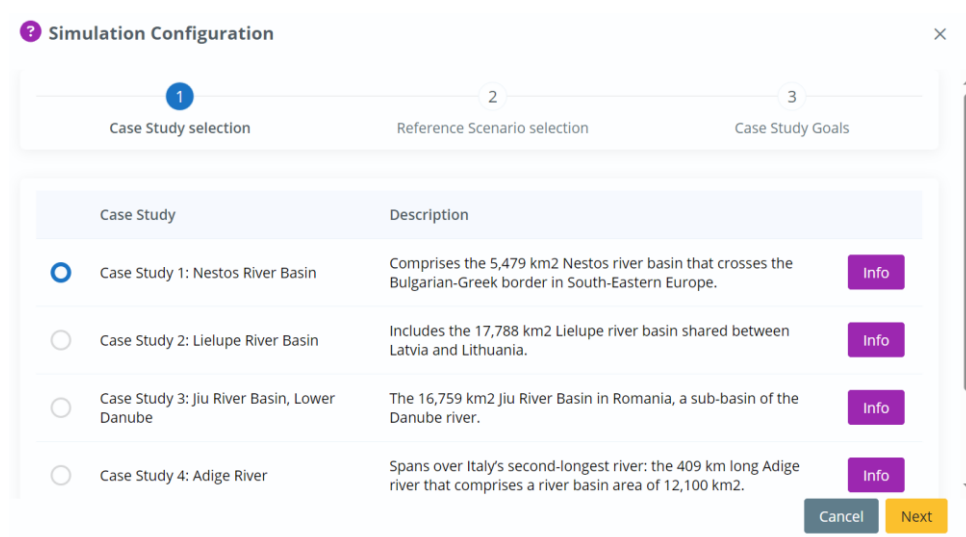 ? Simulation Configuration ×
1 2 3
Case Study selection Reference Scenario selection Case Study Goals
Case Study Description
Case Study 1: Nestos River Basin
Comprises the 5,479 km2 Nestos river basin that crosses the
Bulgarian-Greek border in South-Eastern Europe.
Info
Case Study 2: Lielupe River Basin
Includes the 17,788 km2 Lielupe river basin shared between
Latvia and Lithuania.
Info
Case Study 3: Jiu River Basin, Lower
Danube
The 16,759 km2 Jiu River Basin in Romania, a sub-basin of the
Danube river.
Info
Case Study 4: Adige River
Spans over Italy’s second-longest river: the 409 km long Adige
river that comprises a river basin area of 12,100 km2.
Info
Cancel Next